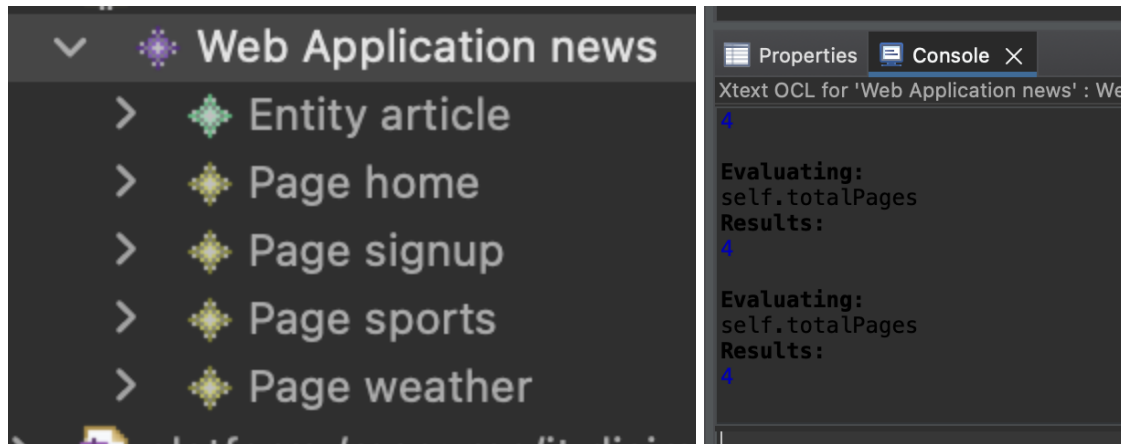 Web Application news
Entity article
Page home
Page signup
Page sports
Page weather
Properties
Console
Xtext OCL for 'Web Application news' : We
4
Evaluating:
self.totalPages
Results:
4
Evaluating:
self.totalPages
Results:
4